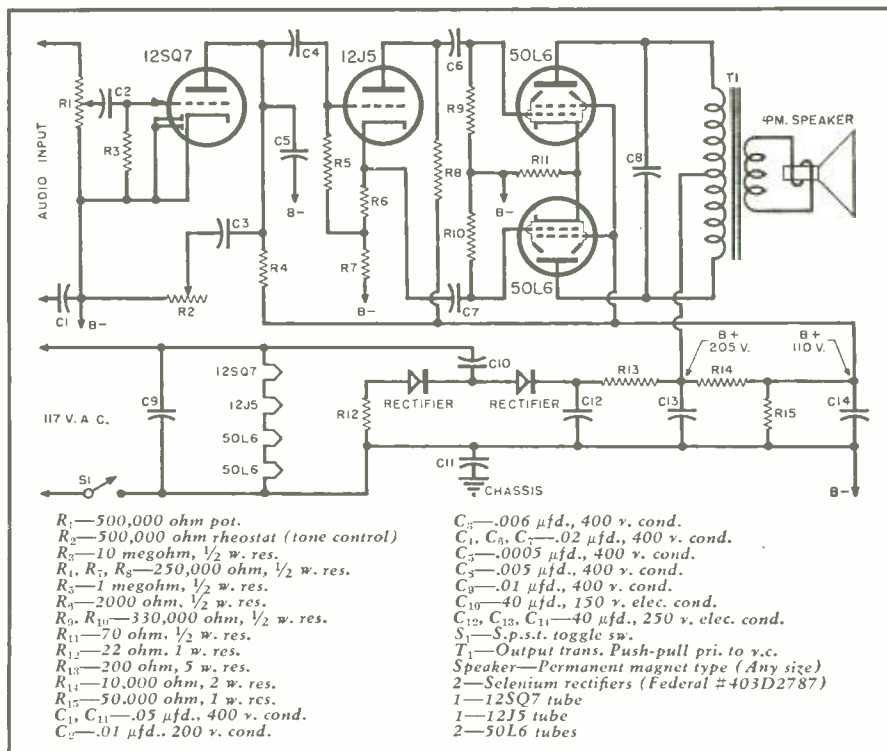 12SQ7
C4
12J5
C6
50L6
T1
R1
C2
R3
C5
B-
R5
R6
R7
B-
R8
R9
R10
B-
R11
C8
PM. SPEAKER
AUDIO INPUT
C3
R4
R2
C1
B-
C7
50L6
B+
205 V.
B+
110 V.
117 V. A.C.
C9
12SQ7
12J5
50L6
50L6
R12
RECTIFIER
C10
RECTIFIER
C12
R13
C13
R14
R15
C14
S1
C11
CHASSIS
B-
R₁—500,000 ohm pot.
R₂—500,000 ohm rheostat (tone control)
R₃—10 megohm, ½ w. res.
R₄, R₇, R₈—250,000 ohm, ½ w. res.
R₅—1 megohm, ½ w. res.
R₆—2000 ohm, ½ w. res.
R₉, R₁₀—330,000 ohm, ½ w. res.
R₁₁—70 ohm, ½ w. res.
R₁₂—22 ohm. 1 w. res.
R₁₃—200 ohm, 5 w. res.
R₁₄—10,000 ohm, 2 w. res.
R₁₅—50.000 ohm, 1 w. res.
C₁, C₁₁—.05 µfd., 400 v. cond.
C₂—.01 µfd.. 200 v. cond.
C₃—.006 µfd., 400 v. cond.
C₄, C₆, C₇—.02 µfd., 400 v. cond.
C₅—.0005 µfd., 400 v. cond.
C₈—.005 µfd., 400 v. cond.
C₉—.01 µfd., 400 v. cond.
C₁₀—40 µfd., 150 v. elec. cond.
C₁₂, C₁₃, C₁₄—40 µfd., 250 v. elec. cond.
S₁—S.p.s.t. toggle sw.
T₁—Output trans. Push-pull pri. to v.c.
Speaker—Permanent magnet type (Any size)
2—Selenium rectifiers (Federal #403D2787)
1—12SQ7 tube
1—12J5 tube
2—50L6 tubes